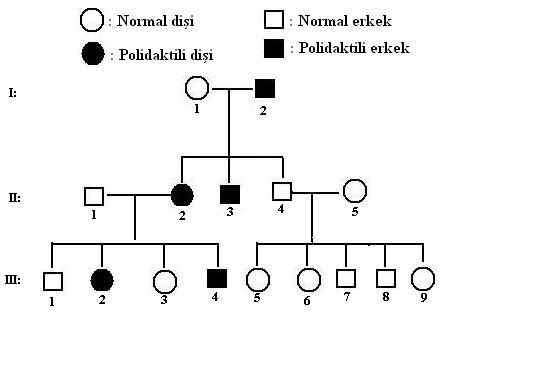 : Normal dişi
: Normal erkek
: Polidaktili dişi
: Polidaktili erkek
I:
1 2
II:
1 2 3 4 5
III:
1 2 3 4 5 6 7 8 9